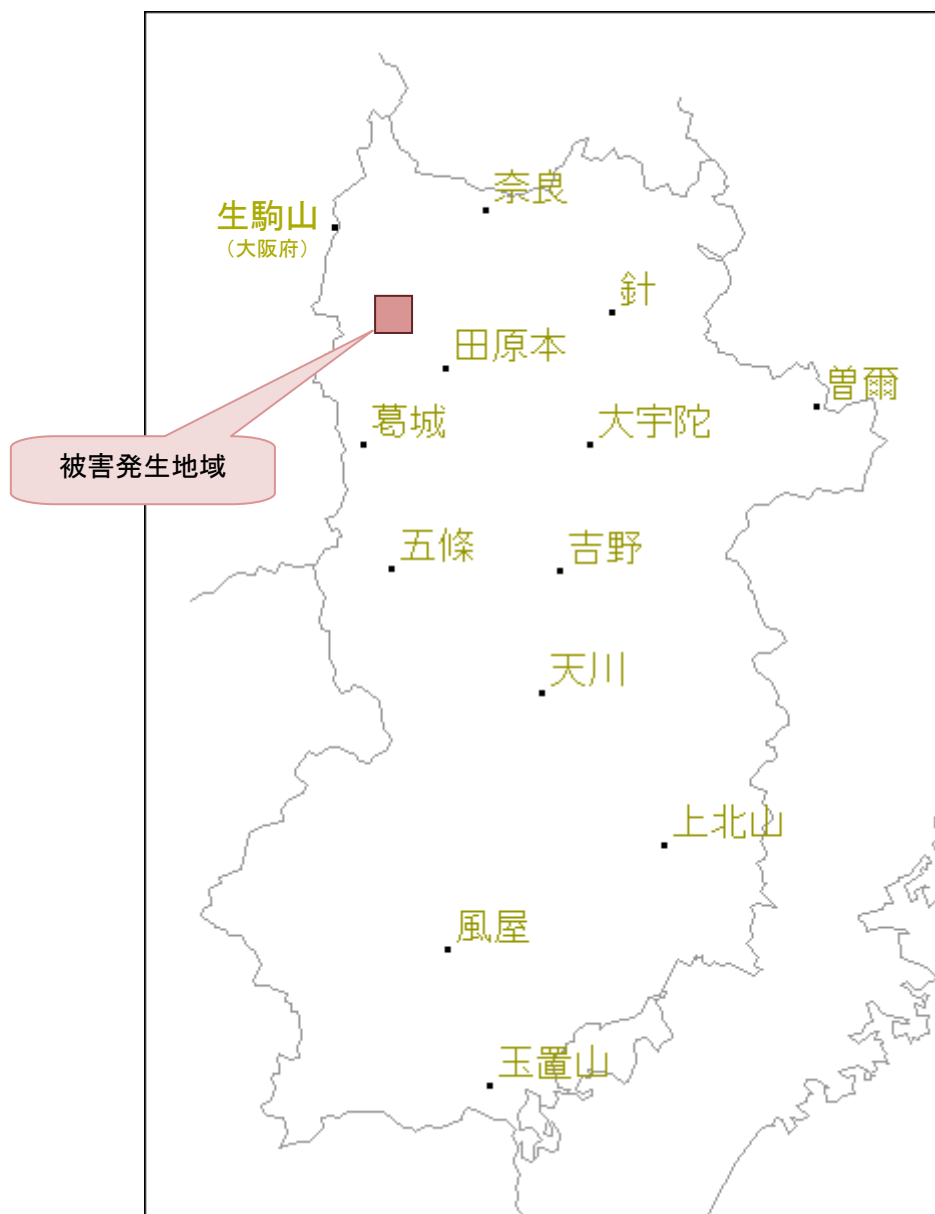 奈良
生駒山
（大阪府）
針
田原本
曽爾
葛城
大宇陀
被害発生地域
五條
吉野
天川
上北山
風屋
玉置山